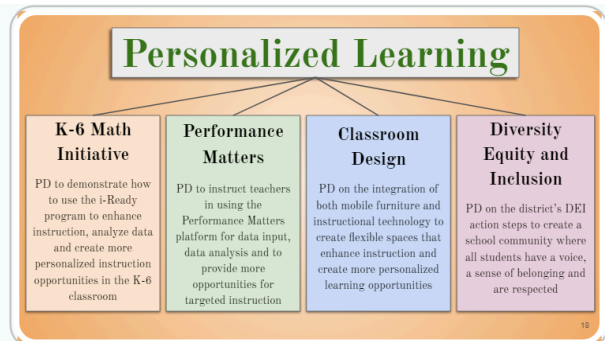 Personalized Learning
K-6 Math
Initiative
PD to demonstrate how
to use the i-Ready
program to enhance
instruction, analyze data
and create more
personalized instruction
opportunities in the K-6
classroom
Performance
Matters
PD to instruct teachers
in using the
Performance Matters
platform for data input,
data analysis and to
provide more
opportunities for
targeted instruction
Classroom
Design
PD on the integration of
both mobile furniture and
instructional technology to
create flexible spaces that
enhance instruction and
create more personalized
learning opportunities
Diversity
Equity and
Inclusion
PD on the district's DEI
action steps to create a
school community where
all students have a voice,
a sense of belonging and
are respected
18